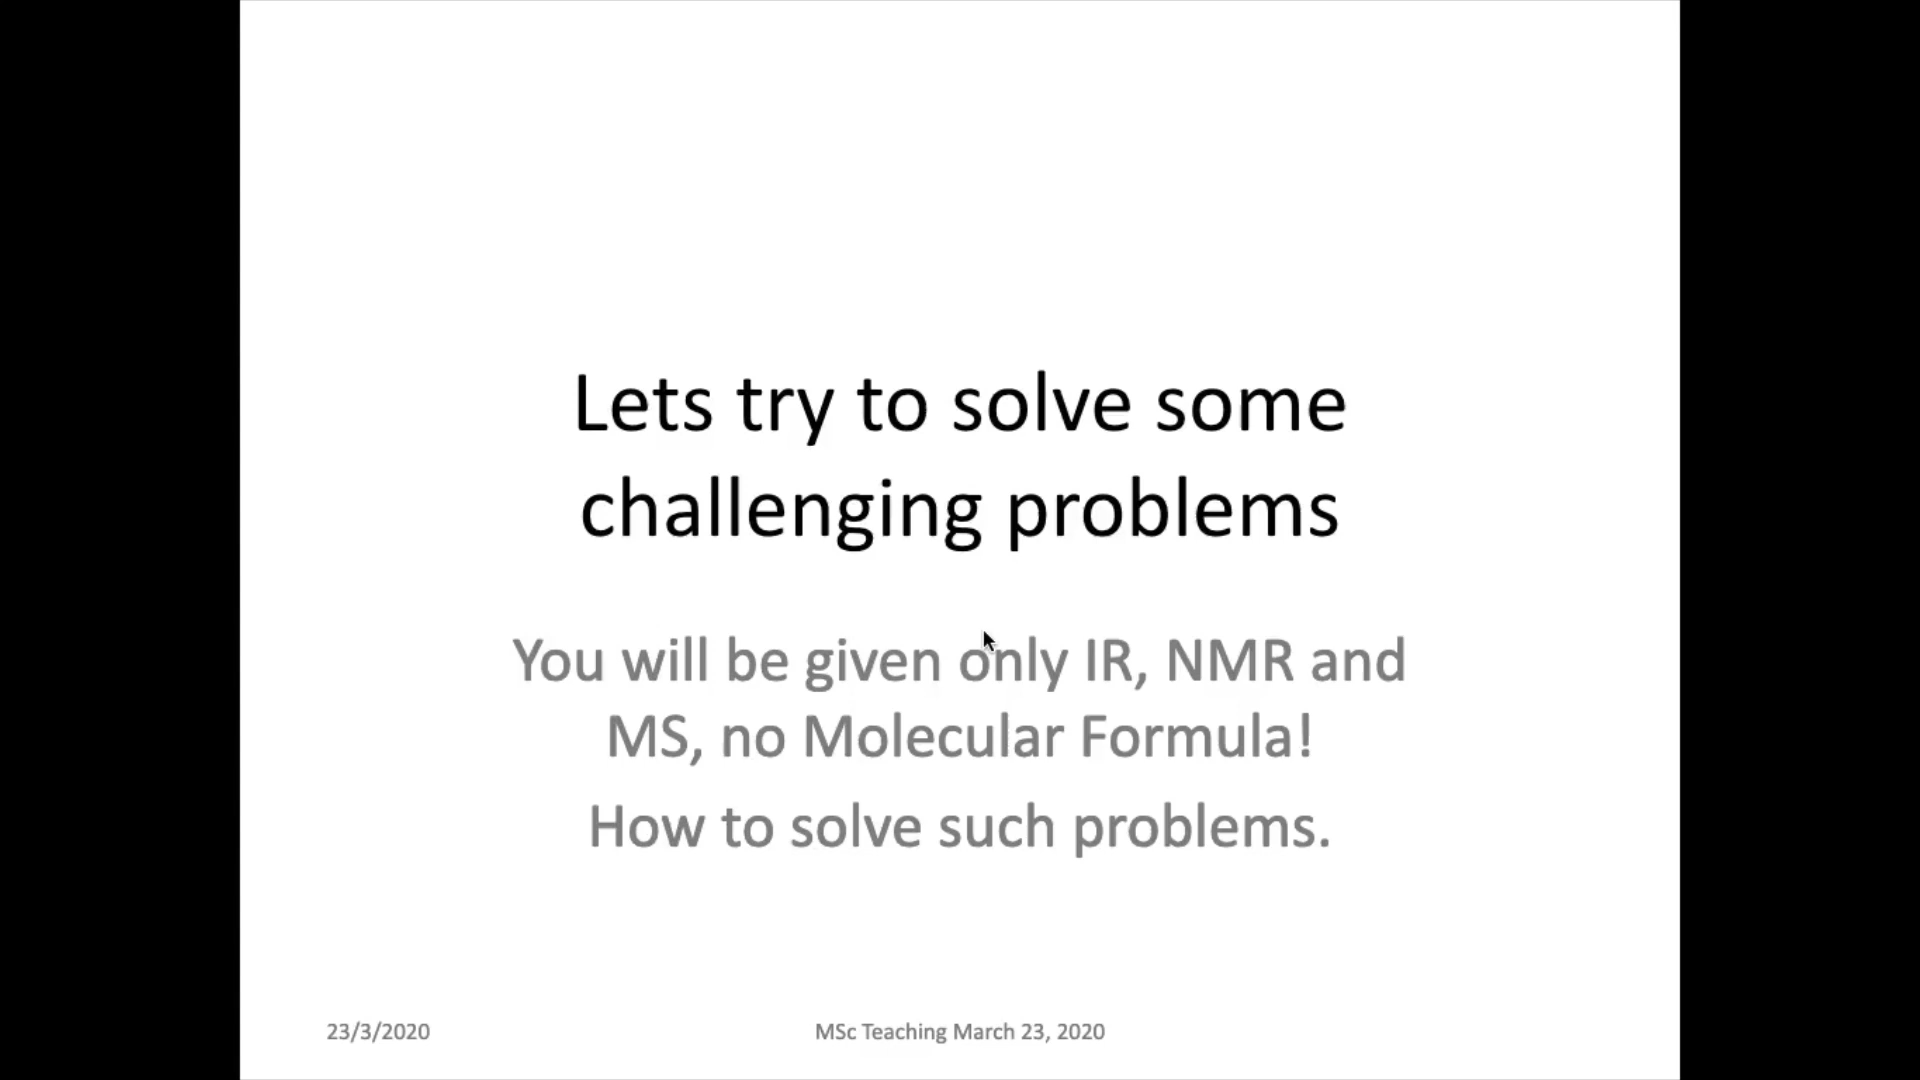 Lets try to solve some
challenging problems
You will be given only IR, NMR and
MS, no Molecular Formula!
How to solve such problems.
23/3/2020
MSc Teaching March 23, 2020